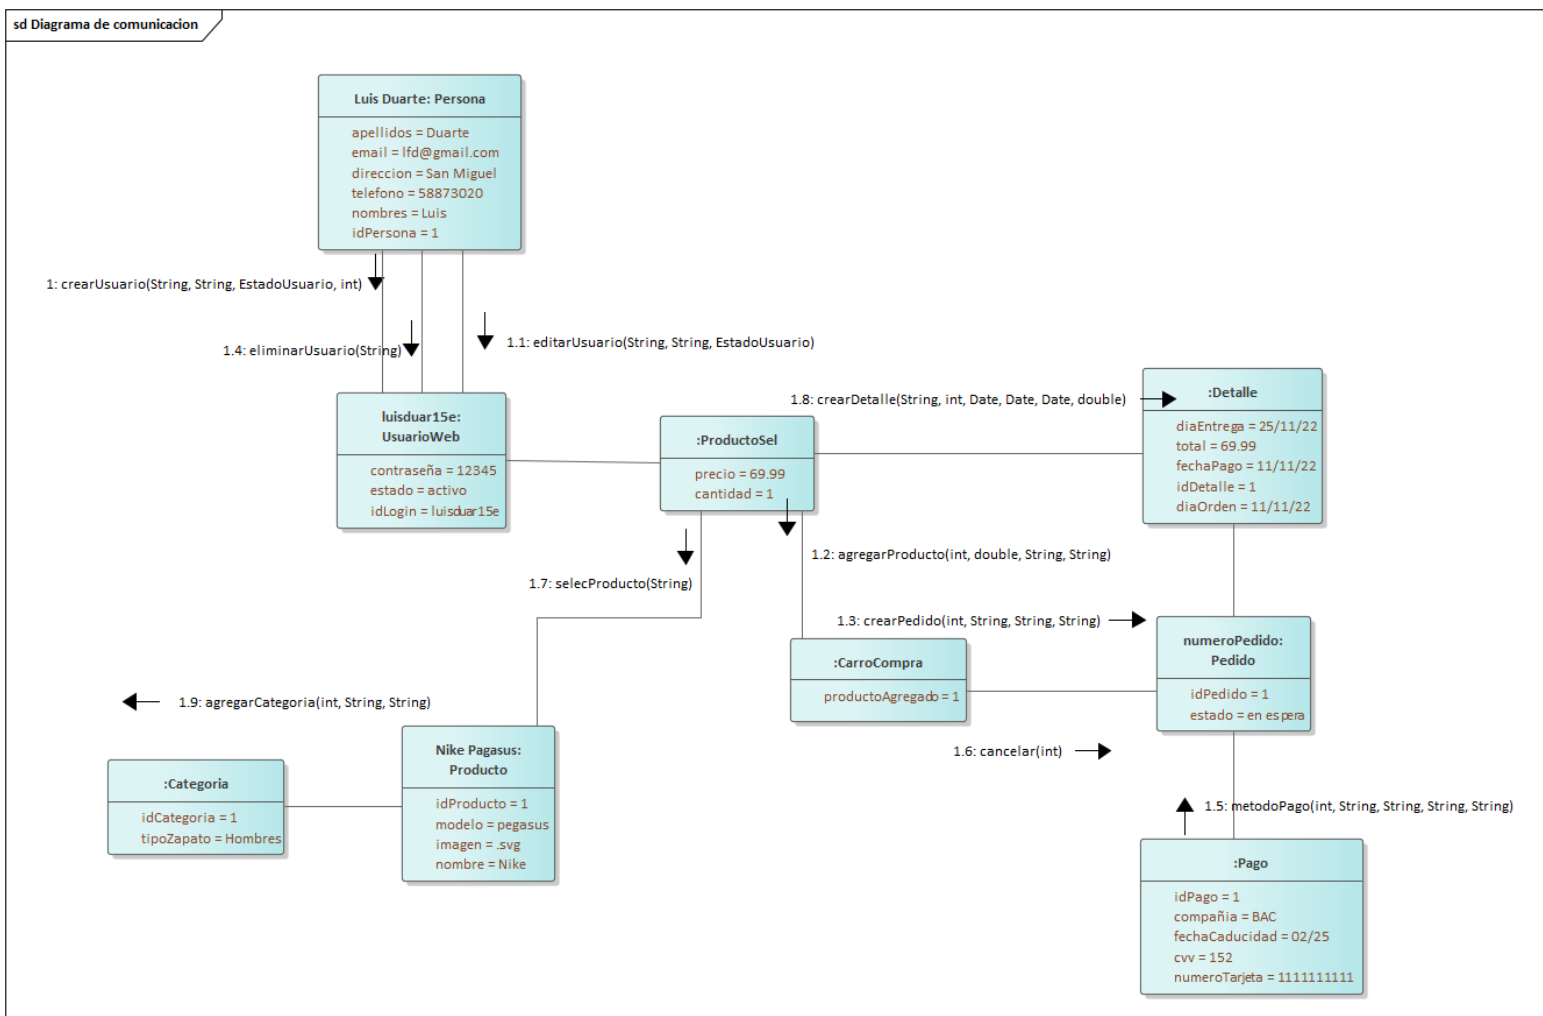 sd Diagrama de comunicacion
Luis Duarte: Persona
apellidos = Duarte
email = lfd@gmail.com
direccion = San Miguel
telefono = 58873020
nombres = Luis
idPersona = 1
1: crearUsuario(String, String, EstadoUsuario, int)
1.4: eliminarUsuario(String)
1.1: editarUsuario(String, String, EstadoUsuario)
luisduar15e:
UsuarioWeb
contraseña = 12345
estado = activo
idLogin = luisduar15e
:ProductoSel
precio = 69.99
cantidad = 1
1.8: crearDetalle(String, int, Date, Date, Date, double)
:Detalle
diaEntrega = 25/11/22
total = 69.99
fechaPago = 11/11/22
idDetalle = 1
diaOrden = 11/11/22
1.7: selecProducto(String)
1.2: agregarProducto(int, double, String, String)
1.3: crearPedido(int, String, String, String)
:CarroCompra
productoAgregado = 1
numeroPedido:
Pedido
idPedido = 1
estado = en espera
1.9: agregarCategoria(int, String, String)
:Categoria
idCategoria = 1
tipoZapato = Hombres
Nike Pagasus:
Producto
idProducto = 1
modelo = pegasus
imagen = .svg
nombre = Nike
1.6: cancelar(int)
1.5: metodoPago(int, String, String, String, String)
:Pago
idPago = 1
compañia = BAC
fechaCaducidad = 02/25
cvv = 152
numeroTarjeta = 1111111111